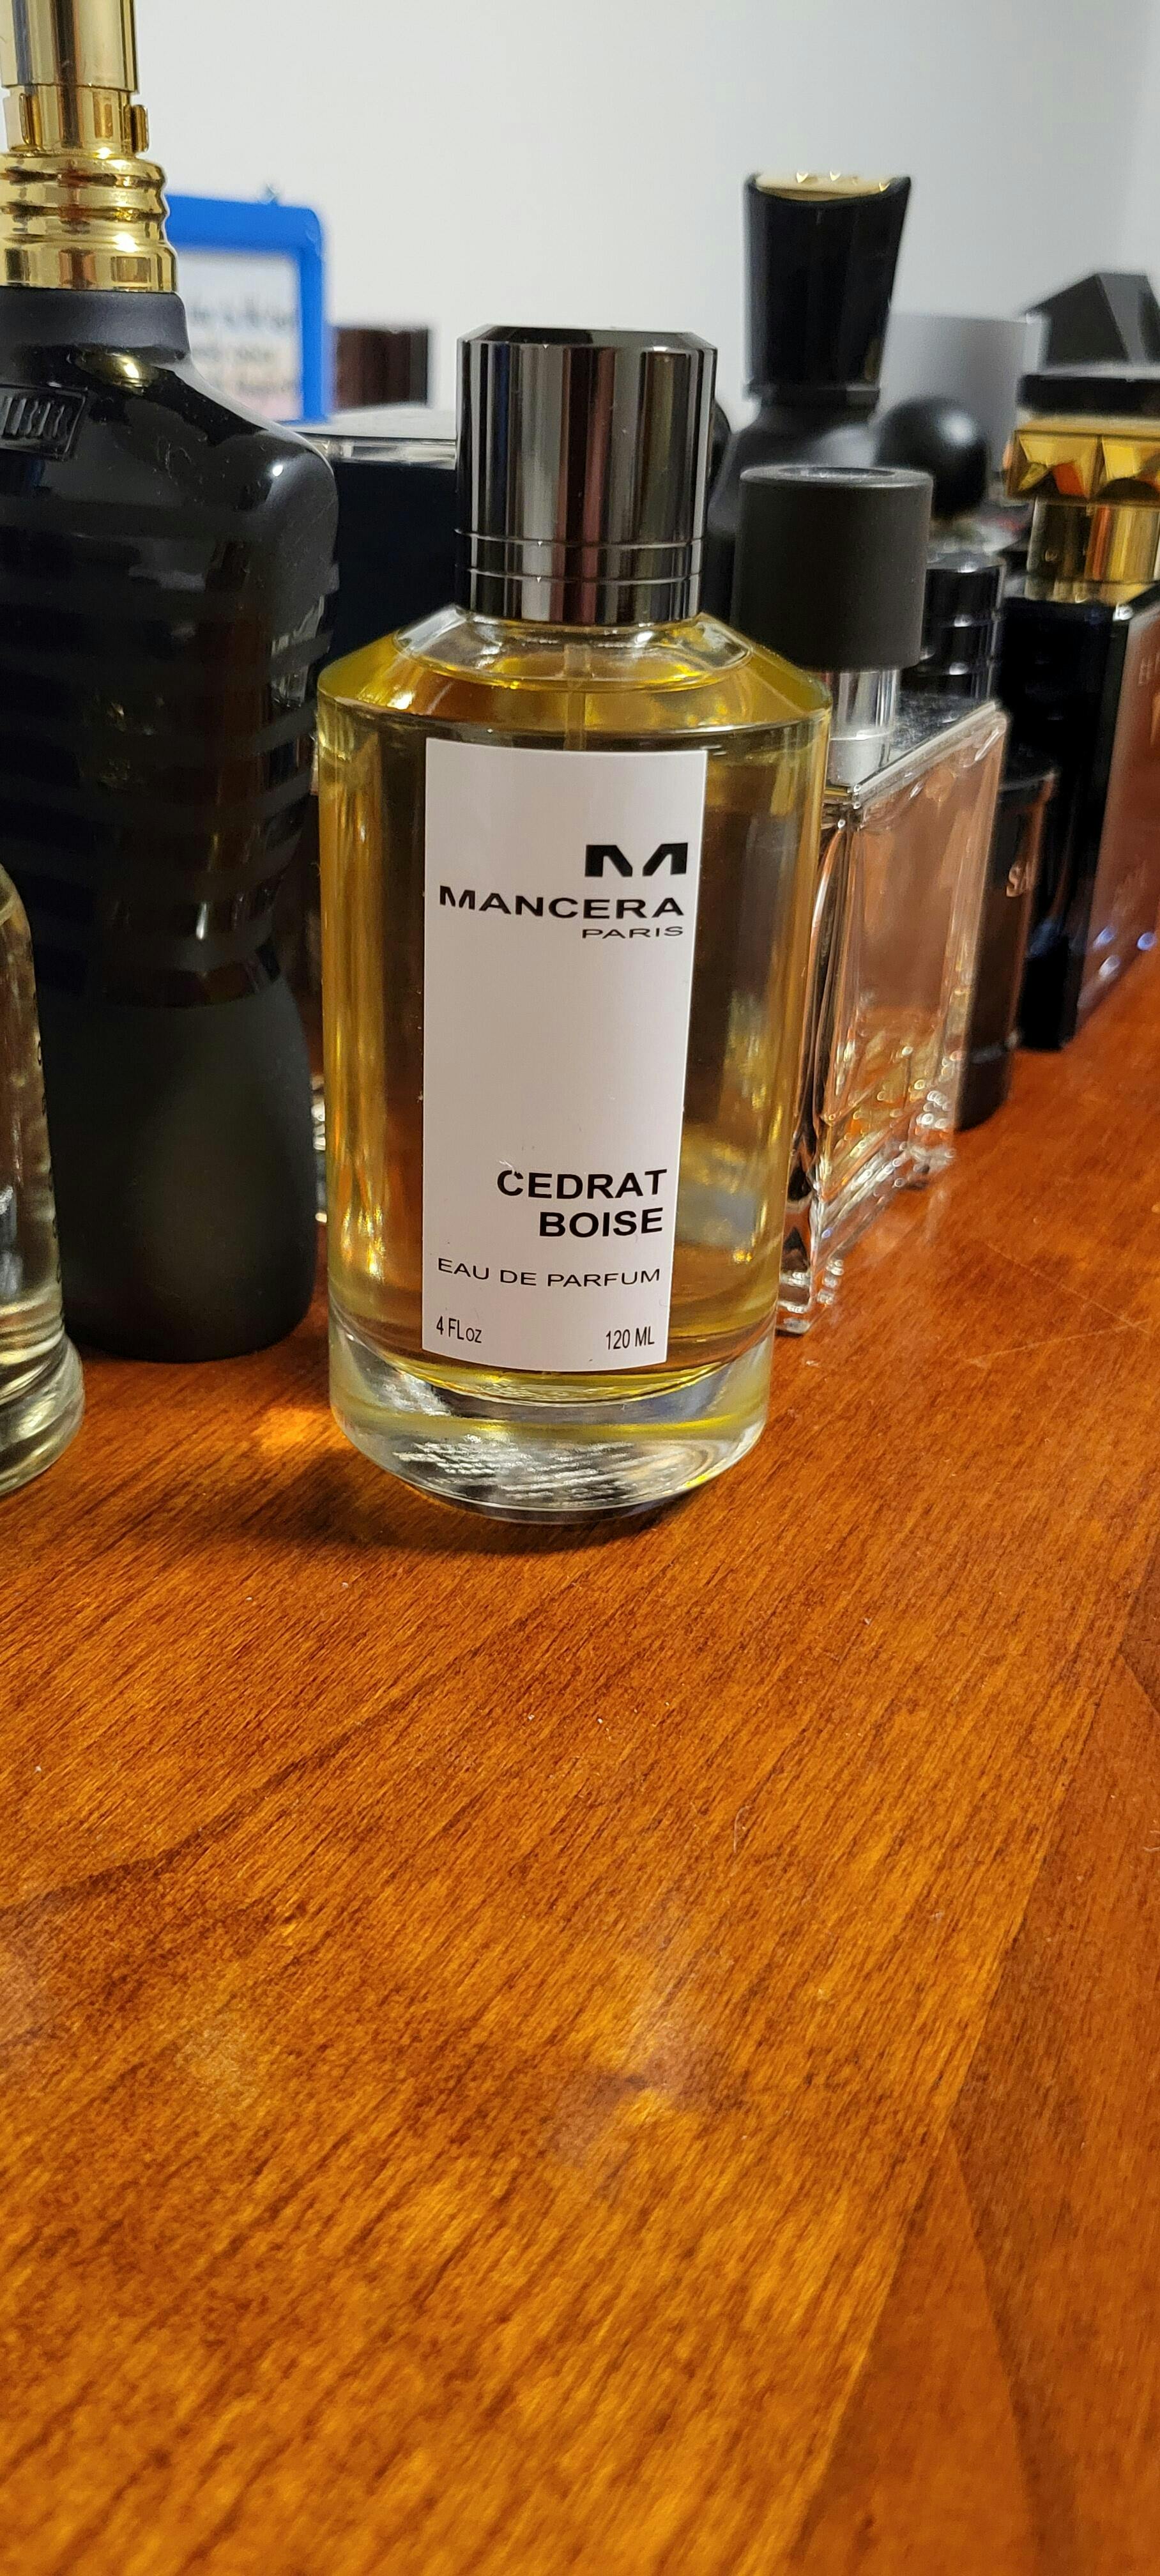 MANCERA
PARIS
CEDRAT
BOISE
EAU DE PARFUM
4 FLoz 120 ML